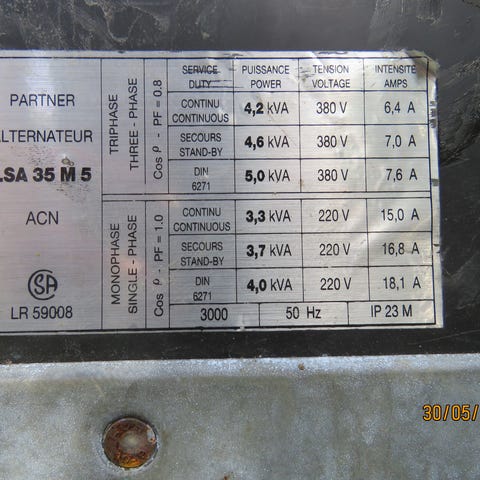 PARTNER
ALTERNATEUR
LSA 35 M 5
ACN
LR 59008
TRIPHASE
THREE - PHASE
Cos ρ - PF = 0.8
SERVICE DUTY PUISSANCE POWER TENSION VOLTAGE INTENSITE AMPS
CONTINU CONTINUOUS 4,2 kVA 380 V 6,4 A
SECOURS STAND-BY 4,6 kVA 380 V 7,0 A
DIN 6271 5,0 kVA 380 V 7,6 A
MONOPHASE
SINGLE - PHASE
Cos ρ - PF = 1.0
CONTINU CONTINUOUS 3,3 kVA 220 V 15,0 A
SECOURS STAND-BY 3,7 kVA 220 V 16,8 A
DIN 6271 4,0 kVA 220 V 18,1 A
3000 50 Hz IP 23 M
30/05/